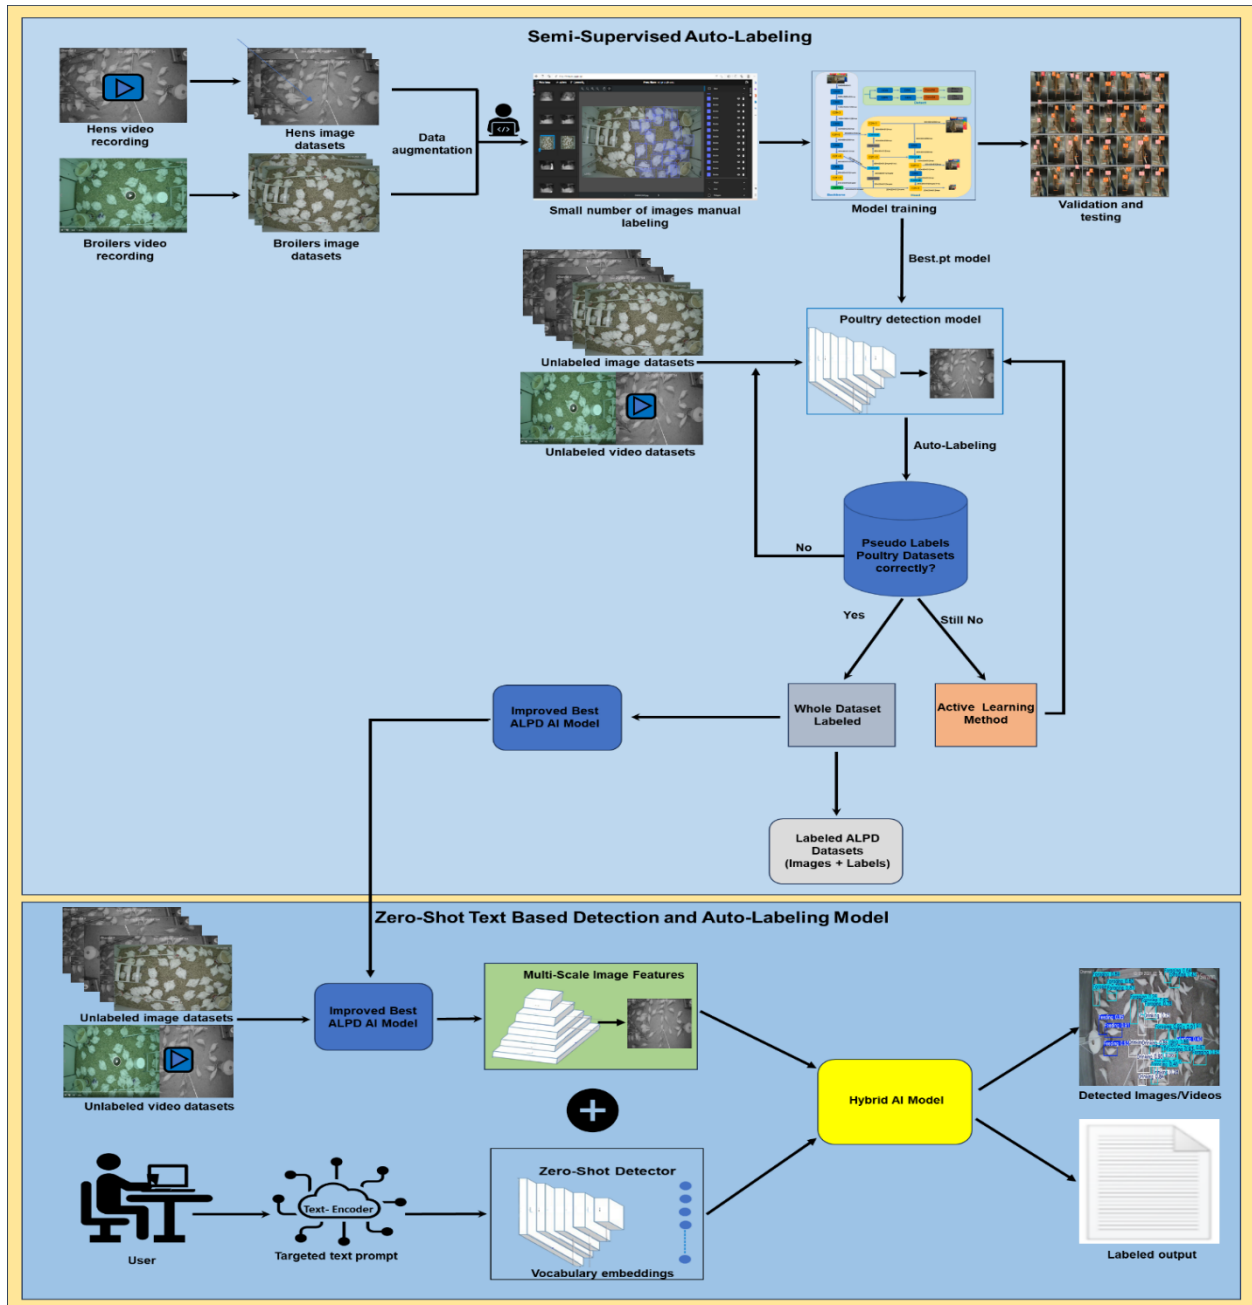 Semi-Supervised Auto-Labeling
Hens video
recording
Hens image
datasets
Data
augmentation
Broilers video
recording
Broilers image
datasets
Small number of images manual
labeling
Model training
Validation and
testing
Best.pt model
Poultry detection model
Unlabeled image datasets
Unlabeled video datasets
Auto-Labeling
Pseudo Labels
Poultry Datasets
correctly?
No
Yes
Still No
Improved Best
ALPD AI Model
Whole Dataset
Labeled
Active Learning
Method
Labeled ALPD
Datasets
(Images + Labels)
Zero-Shot Text Based Detection and Auto-Labeling Model
Unlabeled image datasets
Unlabeled video datasets
Improved Best
ALPD AI Model
Multi-Scale Image Features
Hybrid AI Model
Detected Images/Videos
User
Text- Encoder
Targeted text prompt
Zero-Shot Detector
Vocabulary embeddings
Labeled output